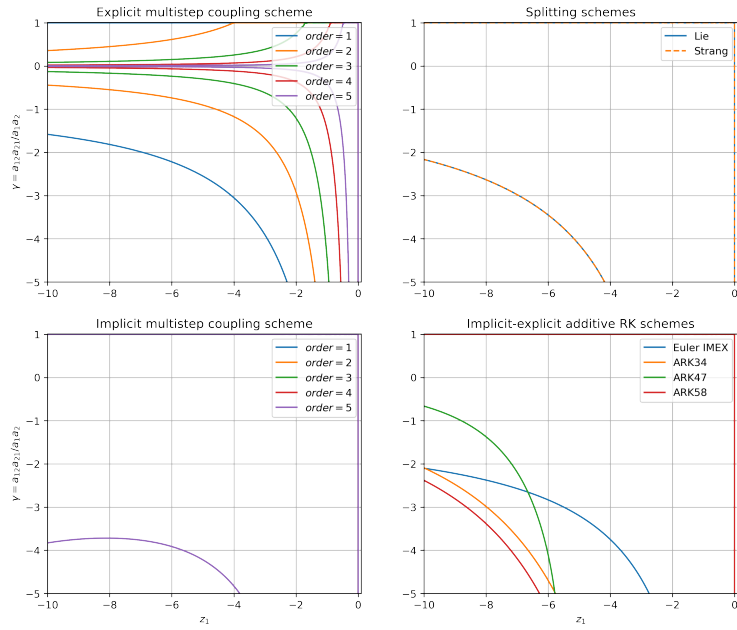 Explicit multistep coupling scheme
1
0
−1
−2
−3
−4
−5
γ = a12a21/a1a2
−10
−8
−6
−4
−2
0
order = 1
order = 2
order = 3
order = 4
order = 5
Splitting schemes
1
0
−1
−2
−3
−4
−5
−10
−8
−6
−4
−2
0
Lie
Strang
Implicit multistep coupling scheme
1
0
−1
−2
−3
−4
−5
γ = a12a21/a1a2
−10
−8
−6
−4
−2
0
z1
order = 1
order = 2
order = 3
order = 4
order = 5
Implicit-explicit additive RK schemes
1
0
−1
−2
−3
−4
−5
−10
−8
−6
−4
−2
0
z1
Euler IMEX
ARK34
ARK47
ARK58